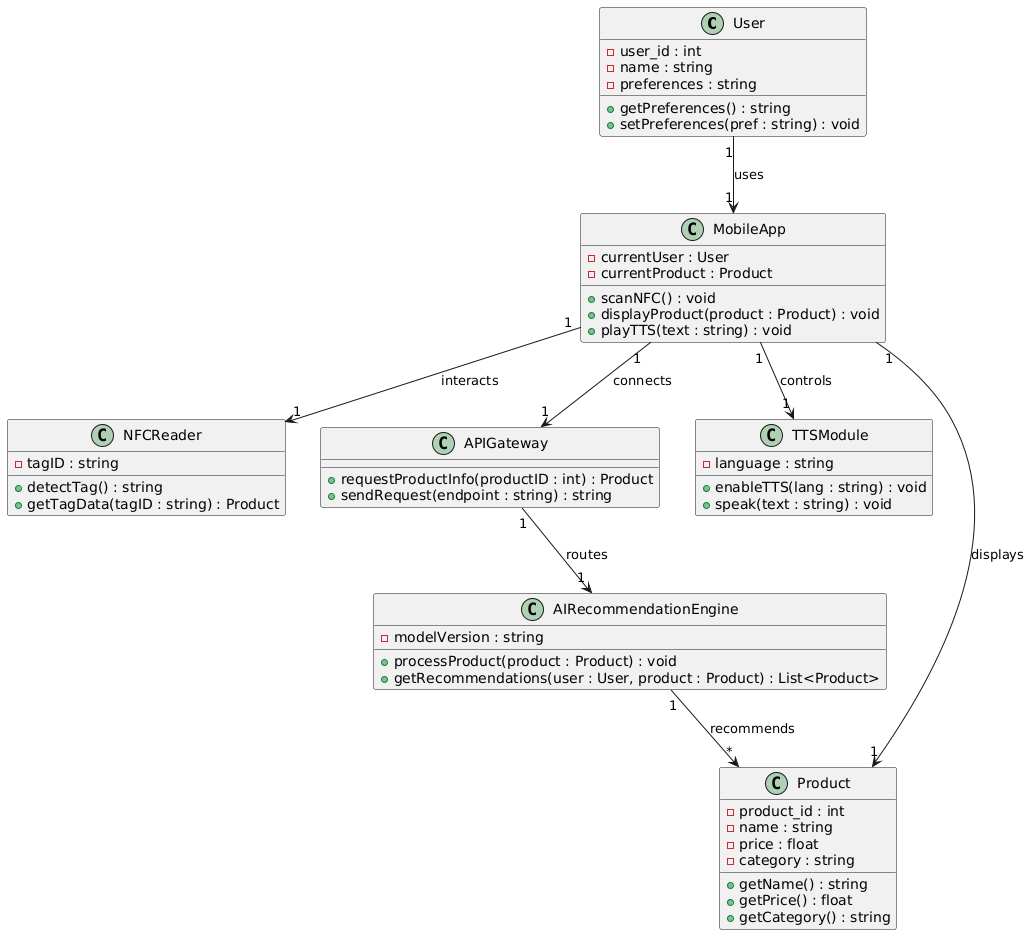 C User
user_id : int
name : string
preferences : string
getPreferences() : string
setPreferences(pref : string) : void
1
uses
1
C MobileApp
currentUser : User
currentProduct : Product
scanNFC() : void
displayProduct(product : Product) : void
playTTS(text : string) : void
1
interacts
1
1
connects
1
1
controls
1
1
displays
1
C NFCReader
tagID : string
detectTag() : string
getTagData(tagID : string) : Product
C APIGateway
requestProductInfo(productID : int) : Product
sendRequest(endpoint : string) : string
C TTSModule
language : string
enableTTS(lang : string) : void
speak(text : string) : void
1
routes
1
C AIRecommendationEngine
modelVersion : string
processProduct(product : Product) : void
getRecommendations(user : User, product : Product) : List<Product>
1
recommends
*
C Product
product_id : int
name : string
price : float
category : string
getName() : string
getPrice() : float
getCategory() : string